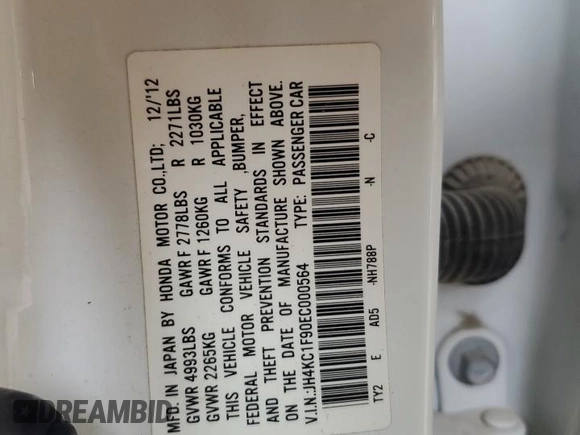 MFD. IN JAPAN BY HONDA MOTOR CO.,LTD; 12/'12
GVWR 4993LBS GAWR F 2778LBS R 2271LBS
GVWR 2265KG GAWR F 1260KG R 1030KG
THIS VEHICLE CONFORMS TO ALL APPLICABLE
FEDERAL MOTOR VEHICLE SAFETY ,BUMPER,
AND THEFT PREVENTION STANDARDS IN EFFECT
ON THE DATE OF MANUFACTURE SHOWN ABOVE.
V.I.N:JH4KC1F90EC000564 TYPE: PASSENGER CAR
TY2 E AD5 -NH788P -N -C
DREAMBID